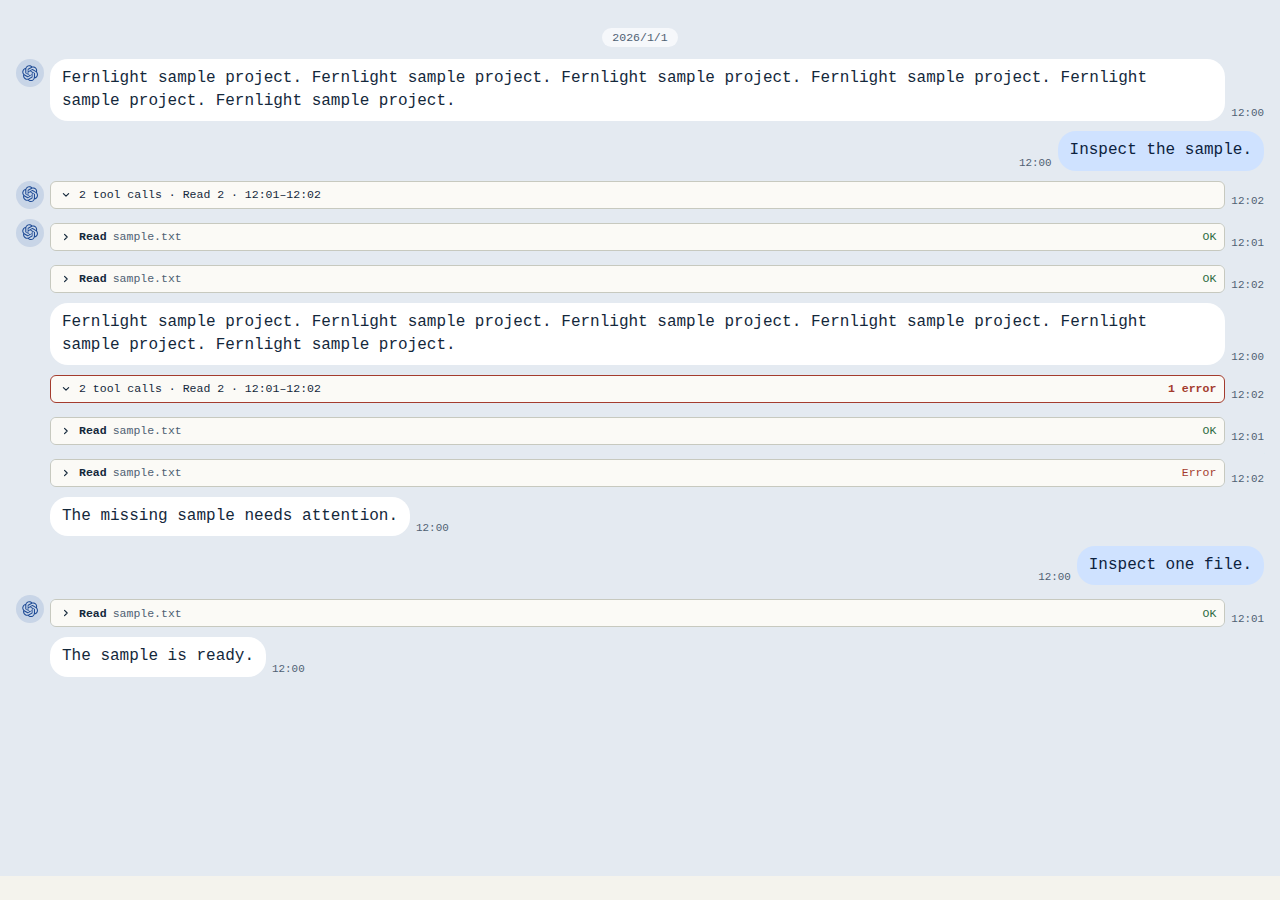 2026/1/1
Fernlight sample project. Fernlight sample project. Fernlight sample project. Fernlight sample project. Fernlight
sample project. Fernlight sample project.
12:00
Inspect the sample.
12:00
2 tool calls · Read 2 · 12:01–12:02
12:02
Read sample.txt OK
12:01
Read sample.txt OK
12:02
Fernlight sample project. Fernlight sample project. Fernlight sample project. Fernlight sample project. Fernlight
sample project. Fernlight sample project.
12:00
2 tool calls · Read 2 · 12:01–12:02 1 error
12:02
Read sample.txt OK
12:01
Read sample.txt Error
12:02
The missing sample needs attention.
12:00
Inspect one file.
12:00
Read sample.txt OK
12:01
The sample is ready.
12:00